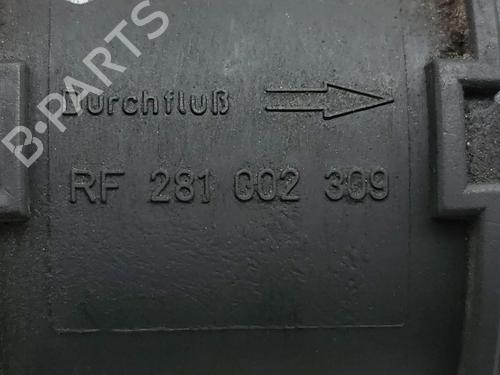 B-PARTS
Durchfluß
RF 281 002 309